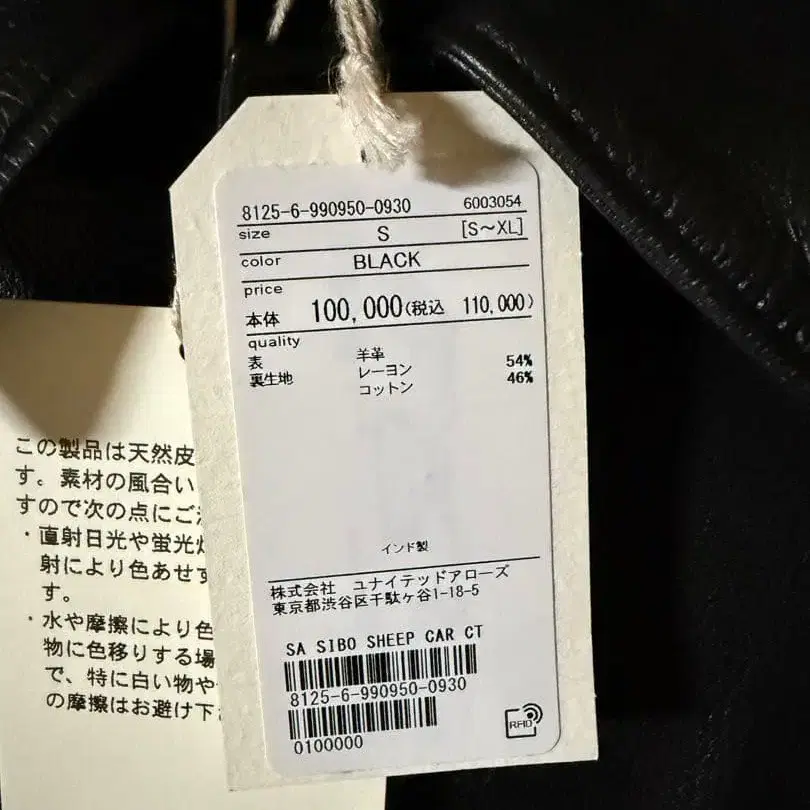 8125-6-990950-0930 6003054
size S [S～XL]
color BLACK
price
本体 100,000(税込 110,000)
quality
表 羊革
裏生地 レーヨン 54%
コットン 46%
インド製
株式会社 ユナイテッドアローズ
東京都渋谷区千駄ヶ谷1-18-5
SA SIBO SHEEP CAR CT
8125-6-990950-0930
0100000
RFID
この製品は天然皮
す。素材の風合い
すので次の点にご
・直射日光や蛍光
射により色あせす
す。
・水や摩擦により色
物に色移りする場
で、特に白い物や
の摩擦はお避け下